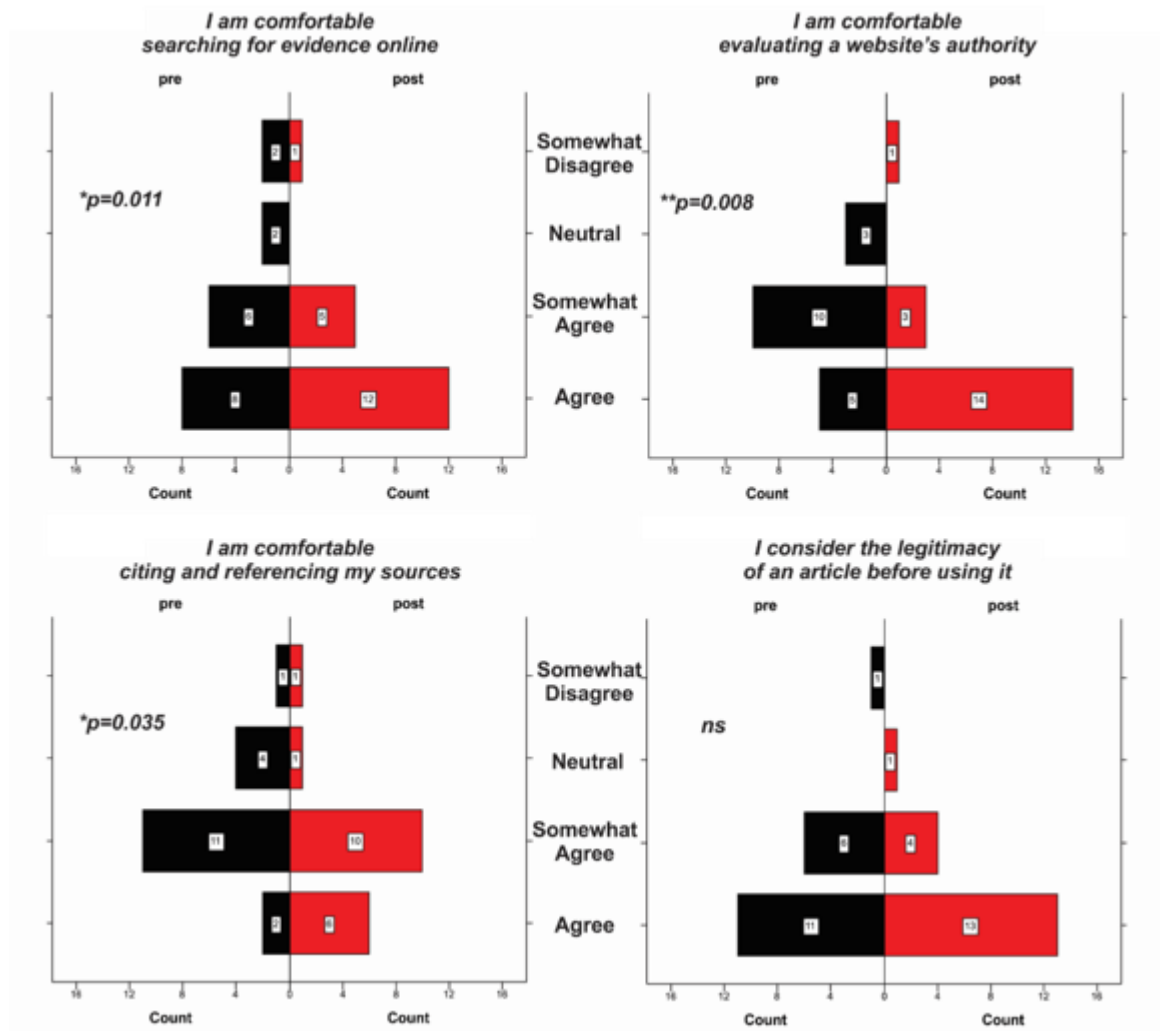 I am comfortable
searching for evidence online
pre
post
*p=0.011
2
1
2
6
5
8
12
16
12
8
4
0
4
8
12
16
Count
Count
Somewhat
Disagree
Neutral
Somewhat
Agree
Agree
I am comfortable
evaluating a website's authority
pre
post
**p=0.008
1
3
10
3
5
14
16
12
8
4
0
4
8
12
16
Count
Count
I am comfortable
citing and referencing my sources
pre
post
*p=0.035
1
1
4
1
11
10
2
6
16
12
8
4
0
4
8
12
16
Count
Count
Somewhat
Disagree
Neutral
Somewhat
Agree
Agree
I consider the legitimacy
of an article before using it
pre
post
ns
1
1
6
4
11
13
16
12
8
4
0
4
8
12
16
Count
Count